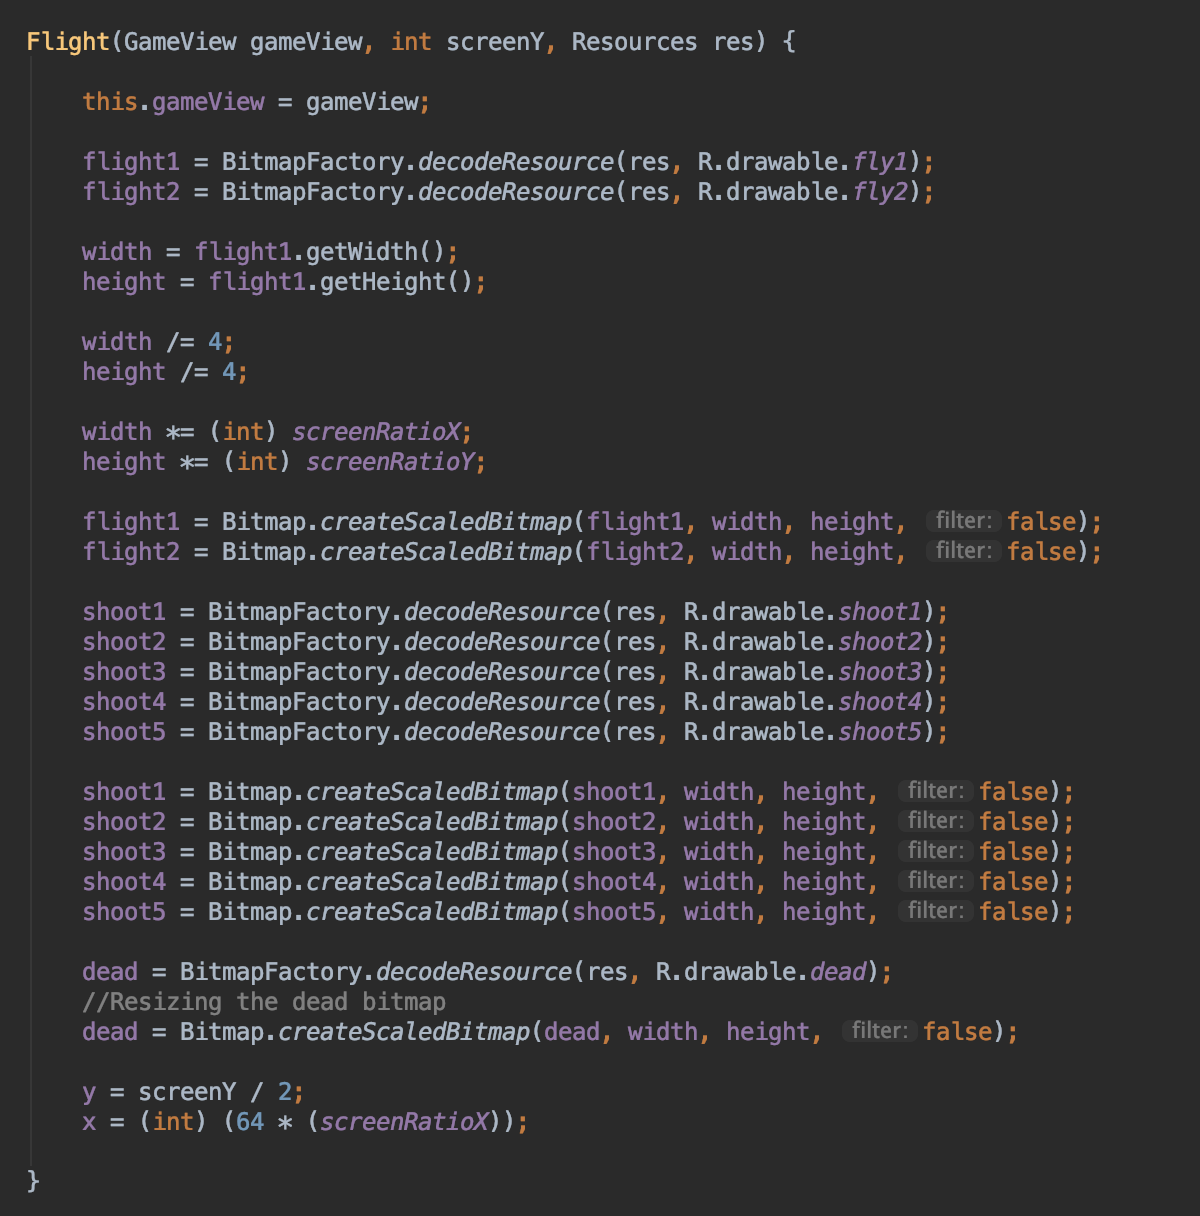 Flight(GameView gameView, int screenY, Resources res) {
this.gameView = gameView;
flight1 = BitmapFactory.decodeResource(res, R.drawable.fly1);
flight2 = BitmapFactory.decodeResource(res, R.drawable.fly2);
width = flight1.getWidth();
height = flight1.getHeight();
width /= 4;
height /= 4;
width *= (int) screenRatioX;
height *= (int) screenRatioY;
flight1 = Bitmap.createScaledBitmap(flight1, width, height, filter: false);
flight2 = Bitmap.createScaledBitmap(flight2, width, height, filter: false);
shoot1 = BitmapFactory.decodeResource(res, R.drawable.shoot1);
shoot2 = BitmapFactory.decodeResource(res, R.drawable.shoot2);
shoot3 = BitmapFactory.decodeResource(res, R.drawable.shoot3);
shoot4 = BitmapFactory.decodeResource(res, R.drawable.shoot4);
shoot5 = BitmapFactory.decodeResource(res, R.drawable.shoot5);
shoot1 = Bitmap.createScaledBitmap(shoot1, width, height, filter: false);
shoot2 = Bitmap.createScaledBitmap(shoot2, width, height, filter: false);
shoot3 = Bitmap.createScaledBitmap(shoot3, width, height, filter: false);
shoot4 = Bitmap.createScaledBitmap(shoot4, width, height, filter: false);
shoot5 = Bitmap.createScaledBitmap(shoot5, width, height, filter: false);
dead = BitmapFactory.decodeResource(res, R.drawable.dead);
//Resizing the dead bitmap
dead = Bitmap.createScaledBitmap(dead, width, height, filter: false);
y = screenY / 2;
x = (int) (64 * (screenRatioX));
}